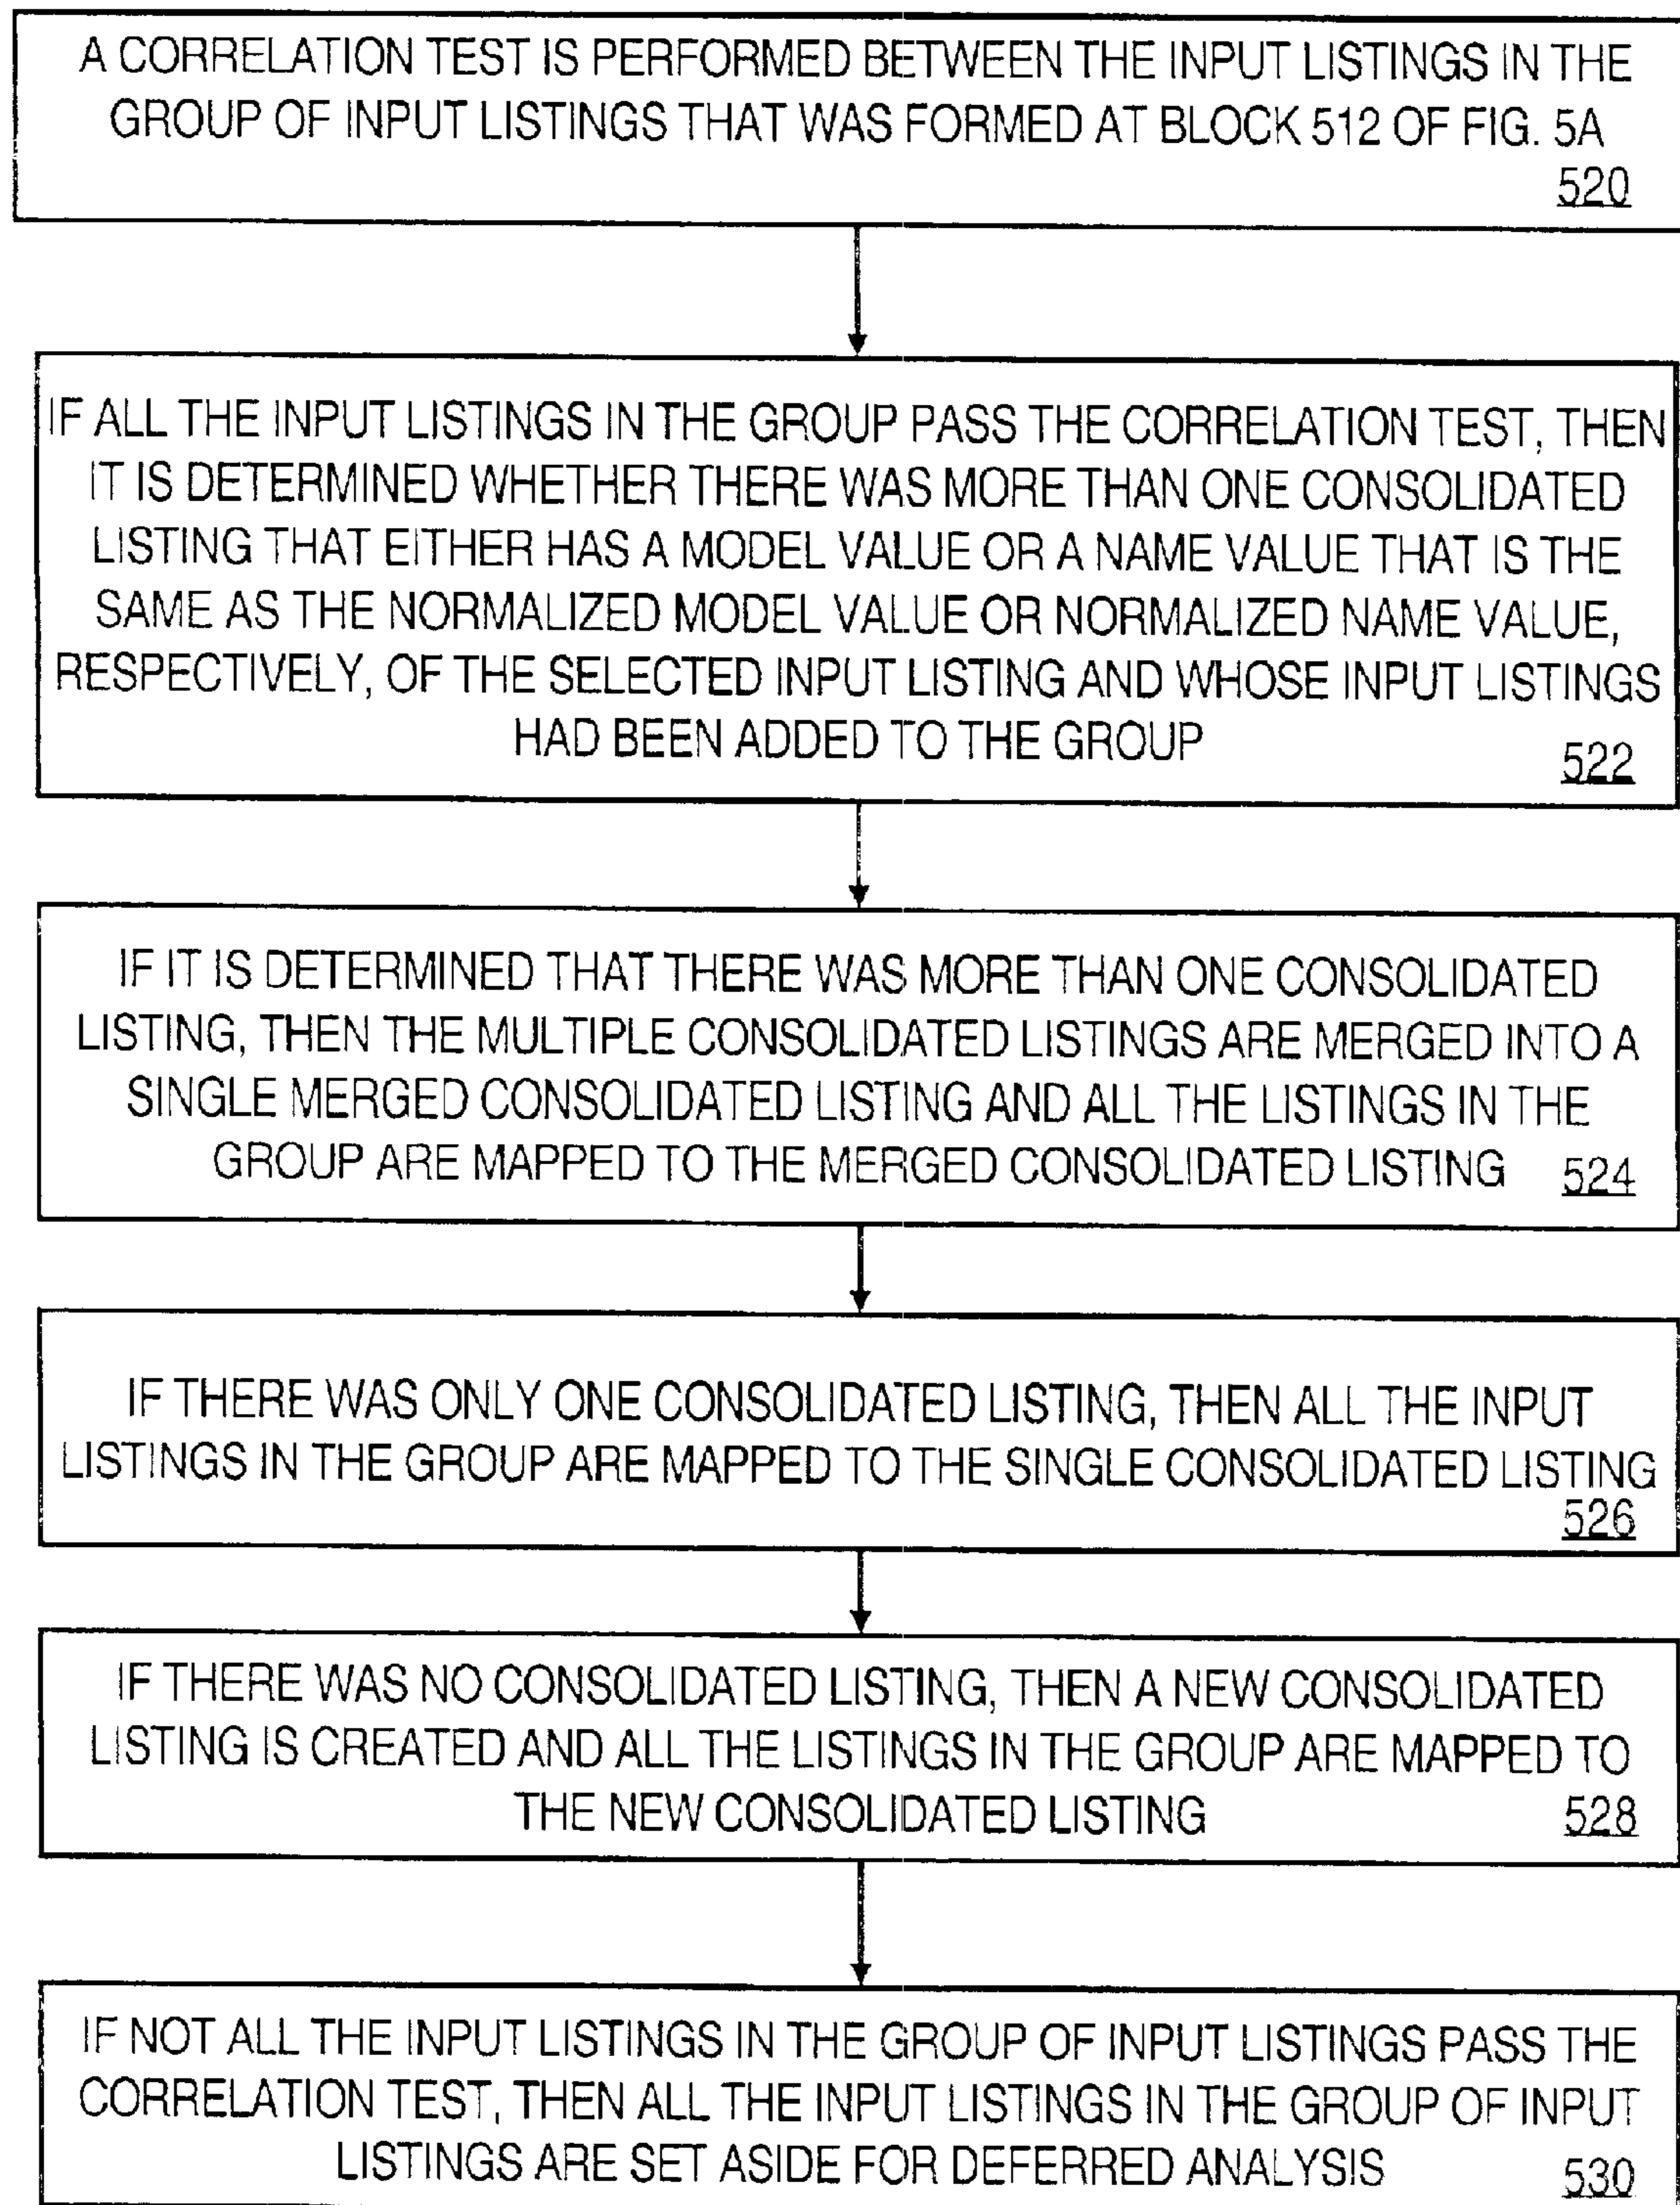 A CORRELATION TEST IS PERFORMED BETWEEN THE INPUT LISTINGS IN THE
GROUP OF INPUT LISTINGS THAT WAS FORMED AT BLOCK 512 OF FIG. 5A
520
IF ALL THE INPUT LISTINGS IN THE GROUP PASS THE CORRELATION TEST, THEN
IT IS DETERMINED WHETHER THERE WAS MORE THAN ONE CONSOLIDATED
LISTING THAT EITHER HAS A MODEL VALUE OR A NAME VALUE THAT IS THE
SAME AS THE NORMALIZED MODEL VALUE OR NORMALIZED NAME VALUE,
RESPECTIVELY, OF THE SELECTED INPUT LISTING AND WHOSE INPUT LISTINGS
HAD BEEN ADDED TO THE GROUP 522
IF IT IS DETERMINED THAT THERE WAS MORE THAN ONE CONSOLIDATED
LISTING, THEN THE MULTIPLE CONSOLIDATED LISTINGS ARE MERGED INTO A
SINGLE MERGED CONSOLIDATED LISTING AND ALL THE LISTINGS IN THE
GROUP ARE MAPPED TO THE MERGED CONSOLIDATED LISTING 524
IF THERE WAS ONLY ONE CONSOLIDATED LISTING, THEN ALL THE INPUT
LISTINGS IN THE GROUP ARE MAPPED TO THE SINGLE CONSOLIDATED LISTING
526
IF THERE WAS NO CONSOLIDATED LISTING, THEN A NEW CONSOLIDATED
LISTING IS CREATED AND ALL THE LISTINGS IN THE GROUP ARE MAPPED TO
THE NEW CONSOLIDATED LISTING 528
IF NOT ALL THE INPUT LISTINGS IN THE GROUP OF INPUT LISTINGS PASS THE
CORRELATION TEST, THEN ALL THE INPUT LISTINGS IN THE GROUP OF INPUT
LISTINGS ARE SET ASIDE FOR DEFERRED ANALYSIS 530